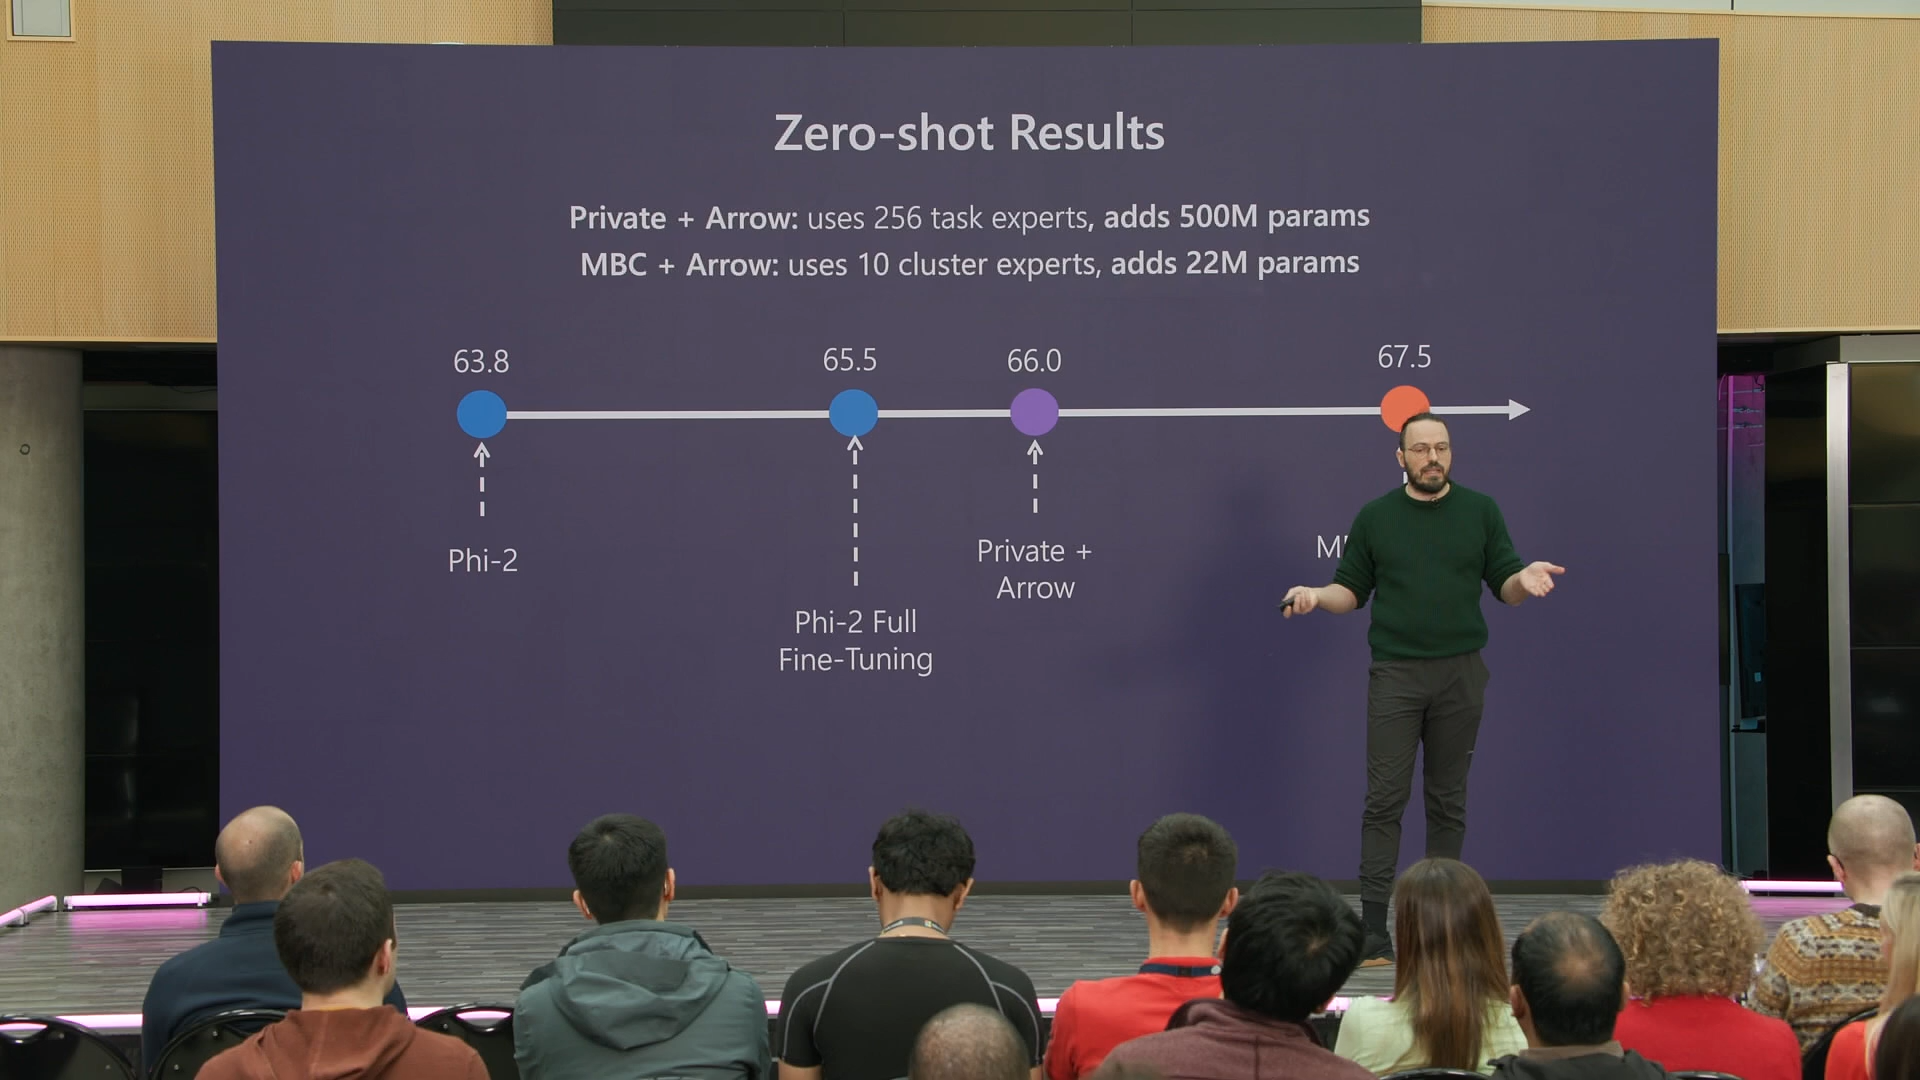 Zero-shot Results
Private + Arrow: uses 256 task experts, adds 500M params
MBC + Arrow: uses 10 cluster experts, adds 22M params
63.8
65.5
66.0
67.5
Phi-2
Phi-2 Full
Fine-Tuning
Private +
Arrow